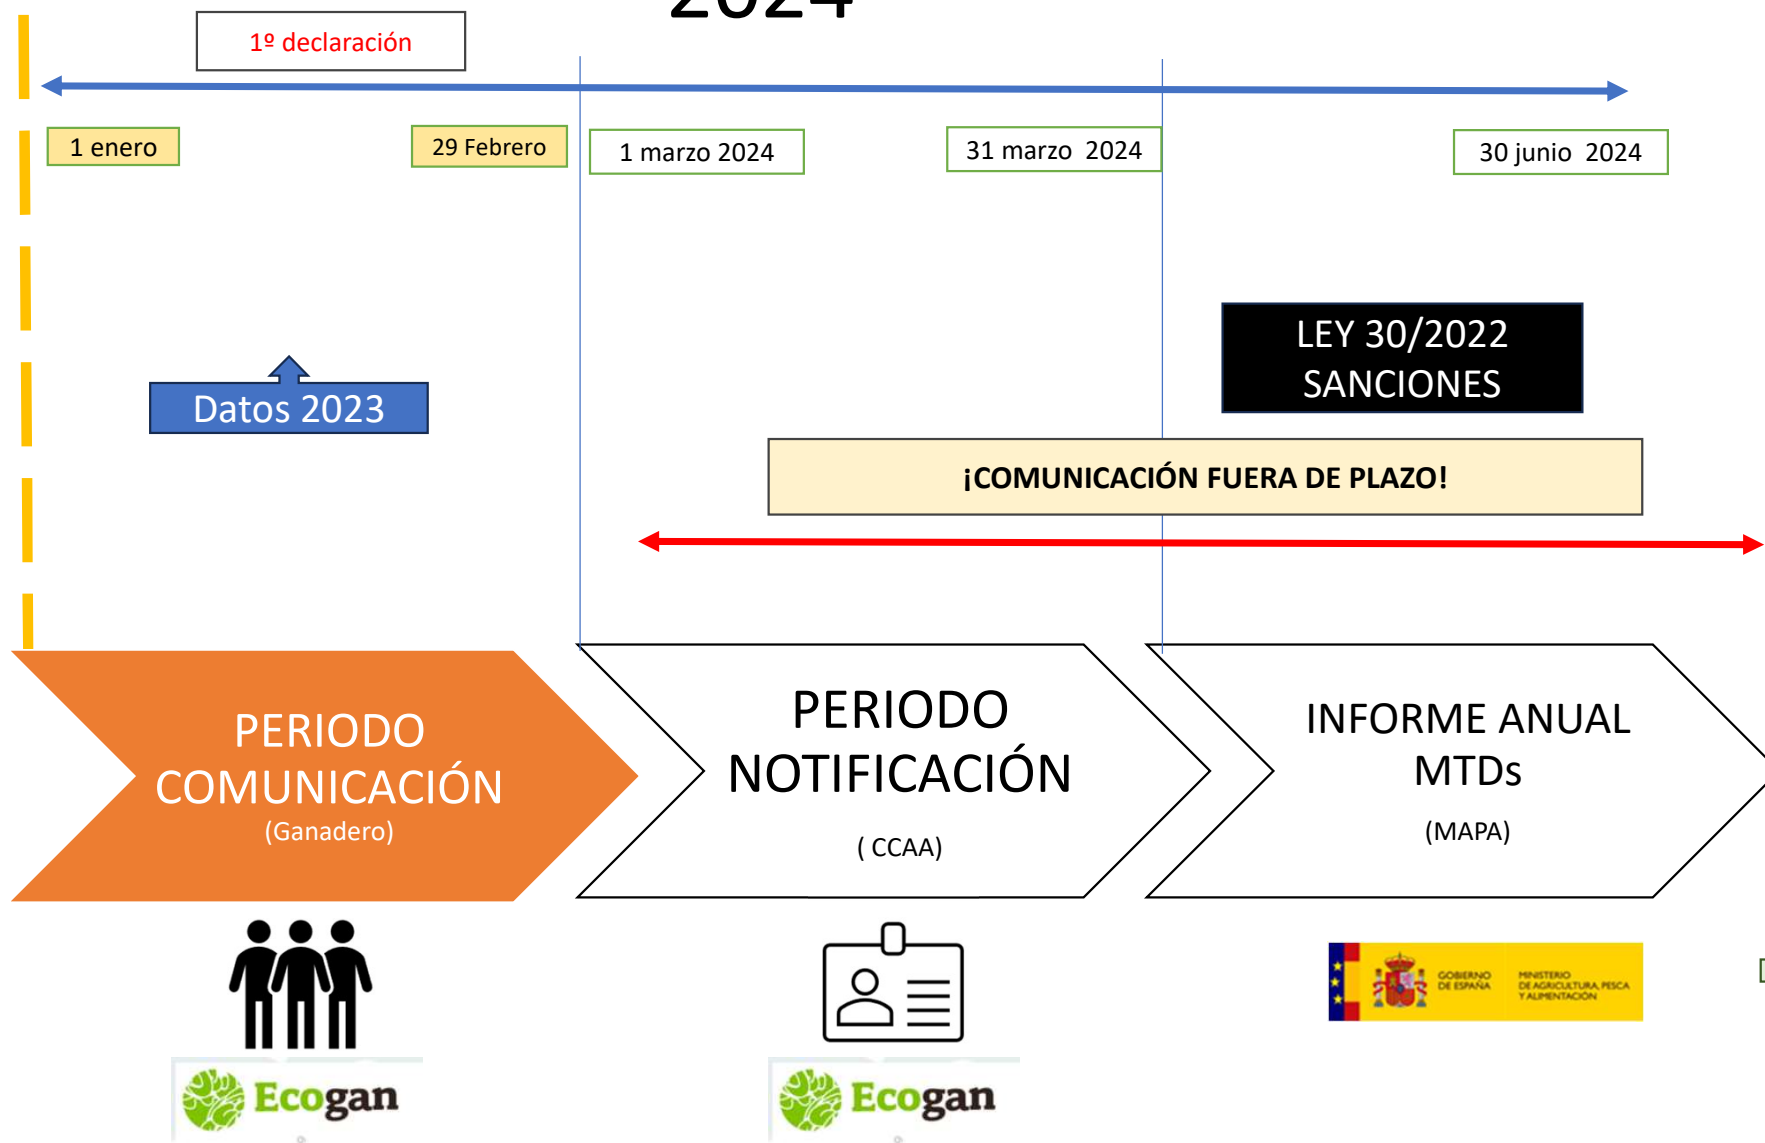 2024
1º declaración
1 enero
29 Febrero
1 marzo 2024
31 marzo 2024
30 junio 2024
LEY 30/2022
SANCIONES
Datos 2023
¡COMUNICACIÓN FUERA DE PLAZO!
PERIODO
COMUNICACIÓN
(Ganadero)
PERIODO
NOTIFICACIÓN
( CCAA)
INFORME ANUAL
MTDs
(MAPA)
GOBIERNO
DE ESPAÑA
MINISTERIO
DE AGRICULTURA, PESCA
Y ALIMENTACIÓN
Ecogan
Ecogan